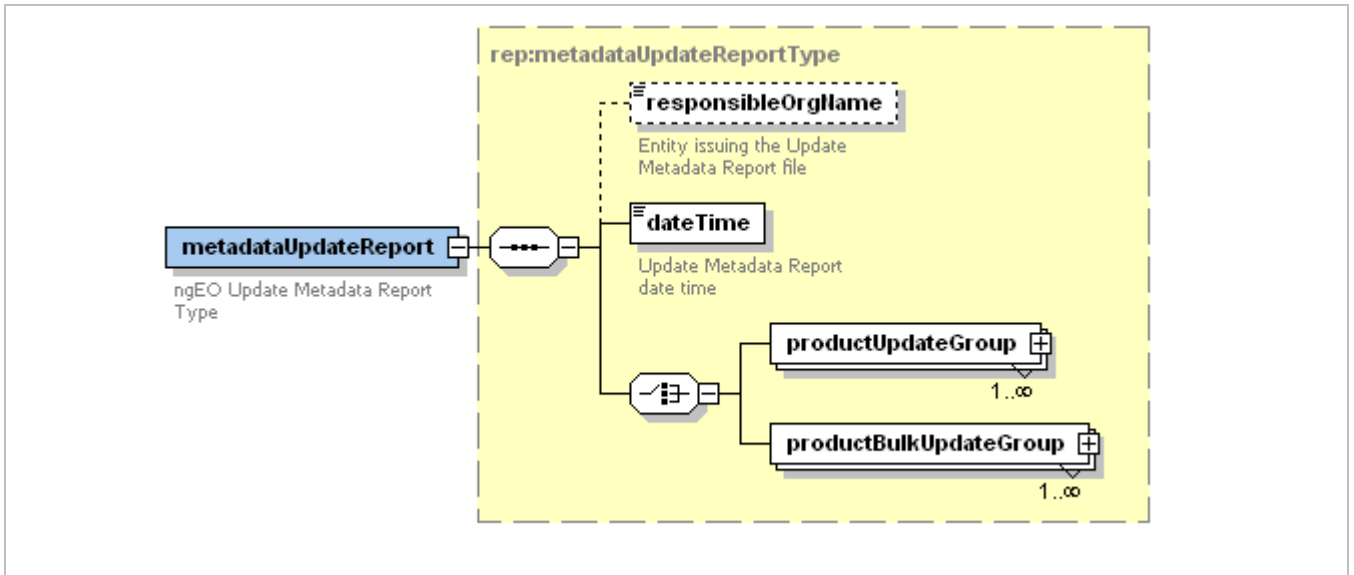 rep:metadataUpdateReportType
responsibleOrgName
Entity issuing the Update
Metadata Report file
dateTime
Update Metadata Report
date time
metadataUpdateReport
ngEO Update Metadata Report
Type
productUpdateGroup
1..∞
productBulkUpdateGroup
1..∞